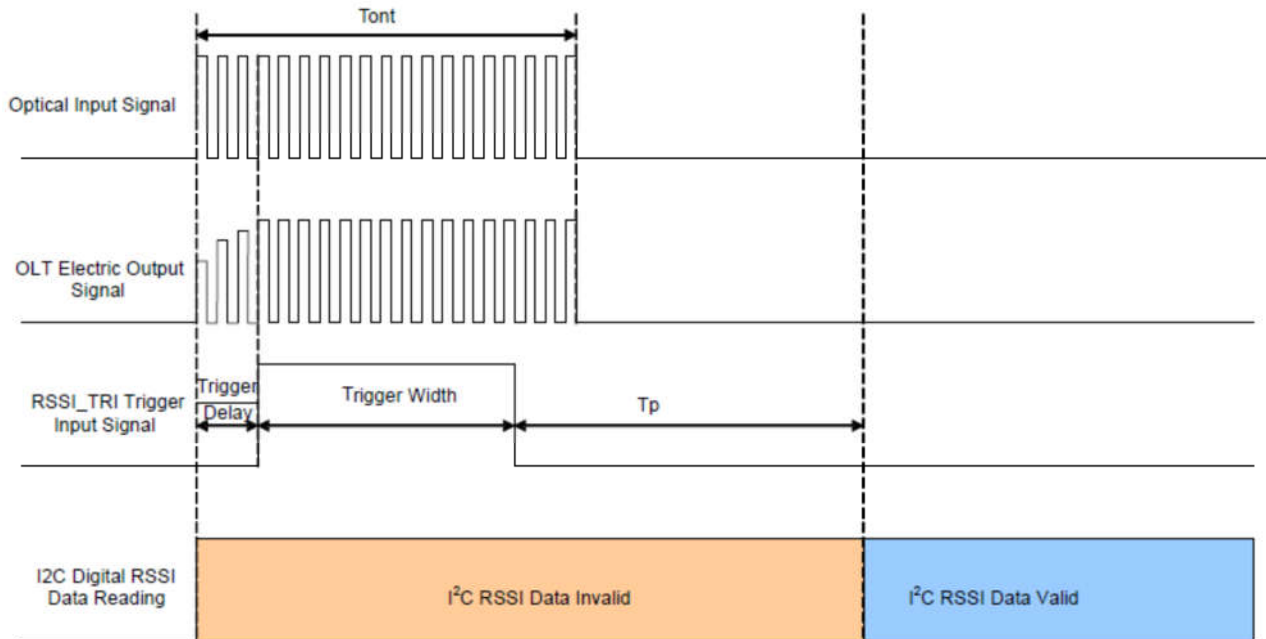 Tont
Optical Input Signal
OLT Electric Output
Signal
RSSI_TRI Trigger
Input Signal
Trigger
Delay
Trigger Width
Tp
I2C Digital RSSI
Data Reading
I²C RSSI Data Invalid
I²C RSSI Data Valid